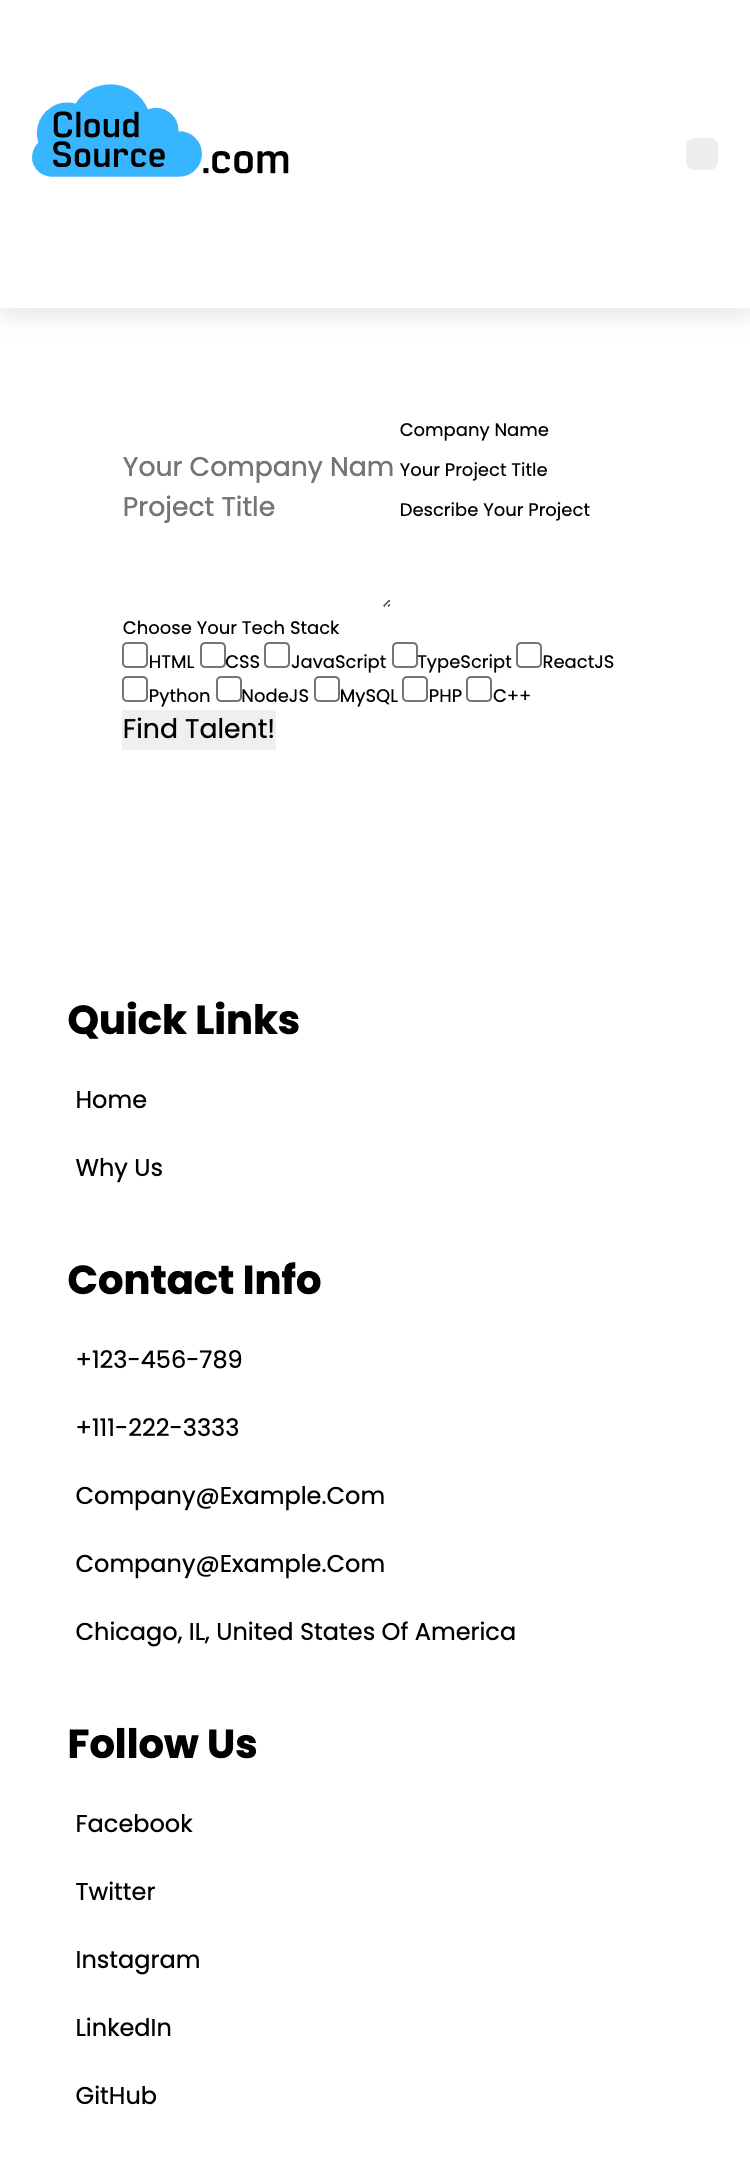 Cloud
Source
.com
Company Name
Your Company Nam
Your Project Title
Project Title
Describe Your Project
Choose Your Tech Stack
HTML CSS JavaScript TypeScript ReactJS
Python NodeJS MySQL PHP C++
Find Talent!
Quick Links
Home
Why Us
Contact Info
+123-456-789
+111-222-3333
Company@Example.Com
Company@Example.Com
Chicago, IL, United States Of America
Follow Us
Facebook
Twitter
Instagram
LinkedIn
GitHub